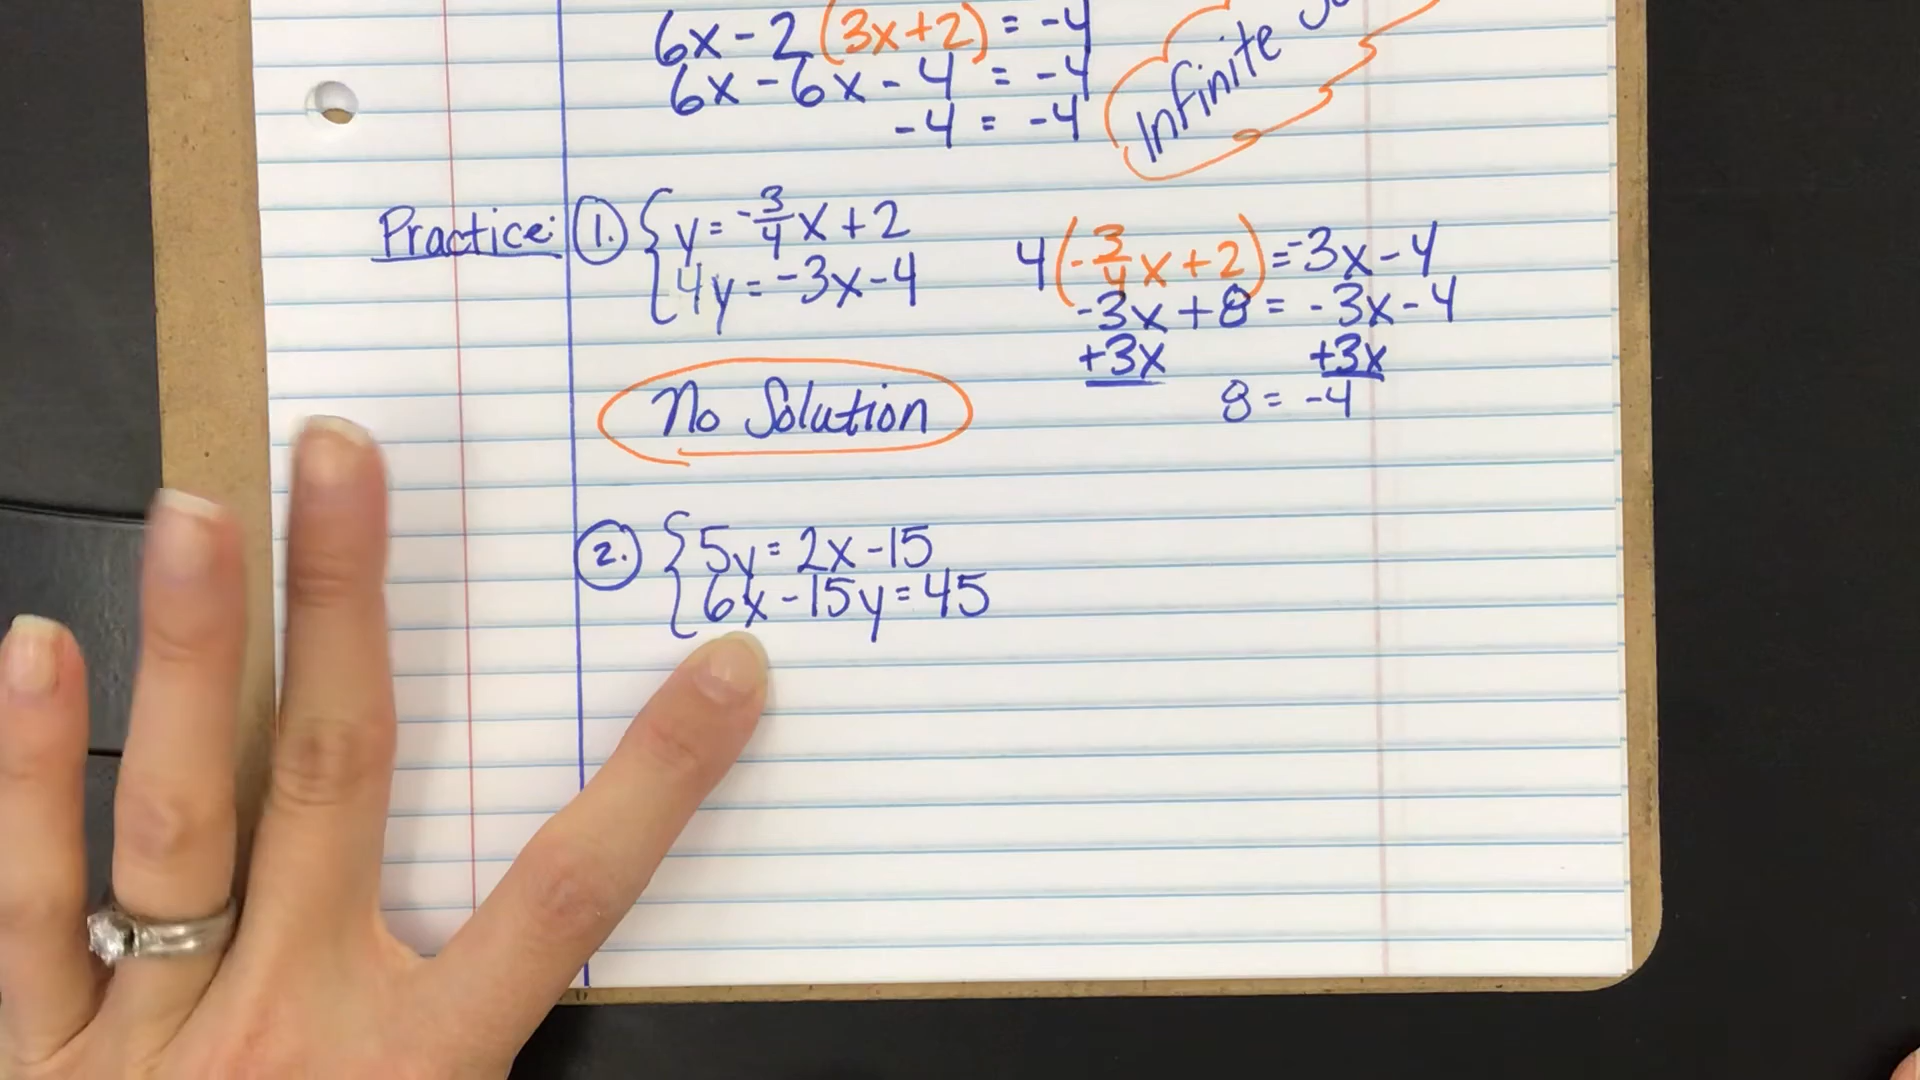 6x - 2(3x+2) = -4
6x - 6x - 4 = -4
-4 = -4
Infinite
Practice: 1. { y = -3/4 x + 2
4y = -3x - 4
4(-3/4 x + 2) = -3x - 4
-3x + 8 = -3x - 4
+3x +3x
8 = -4
No Solution
2. { 5y = 2x - 15
6x - 15y = 45